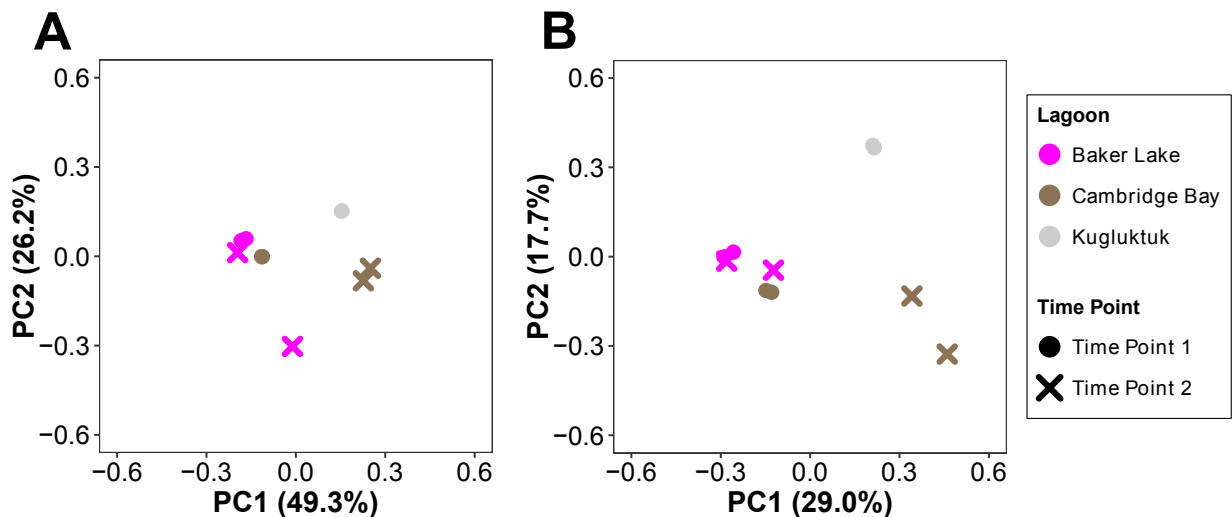 A
0.6
0.3
0.0
−0.3
−0.6
PC2 (26.2%)
−0.6
−0.3
0.0
0.3
0.6
PC1 (49.3%)
B
0.6
0.3
0.0
−0.3
−0.6
PC2 (17.7%)
−0.6
−0.3
0.0
0.3
0.6
PC1 (29.0%)
Lagoon
Baker Lake
Cambridge Bay
Kugluktuk
Time Point
Time Point 1
Time Point 2